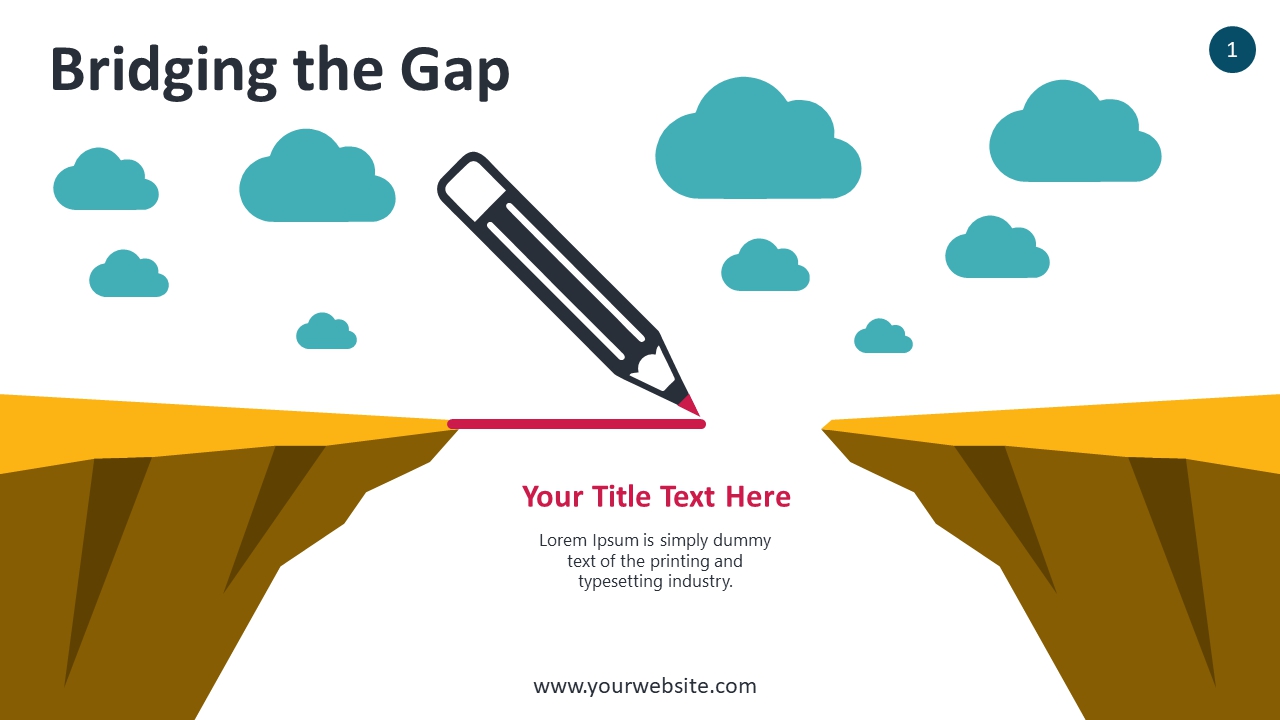 Bridging the Gap
1
Your Title Text Here
Lorem Ipsum is simply dummy
text of the printing and
typesetting industry.
www.yourwebsite.com